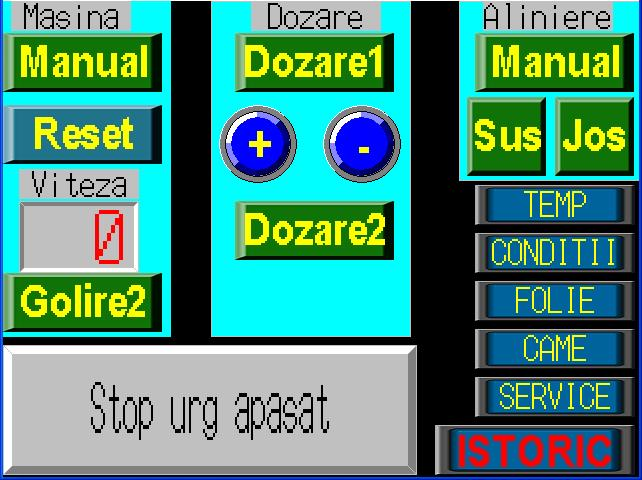 Masina
Manual
Reset
Viteza
0
Golire2
Dozare
Dozare1
+
-
Dozare2
Aliniere
Manual
Sus
Jos
TEMP
CONDITII
FOLIE
CAME
SERVICE
ISTORIC
Stop urg apasat